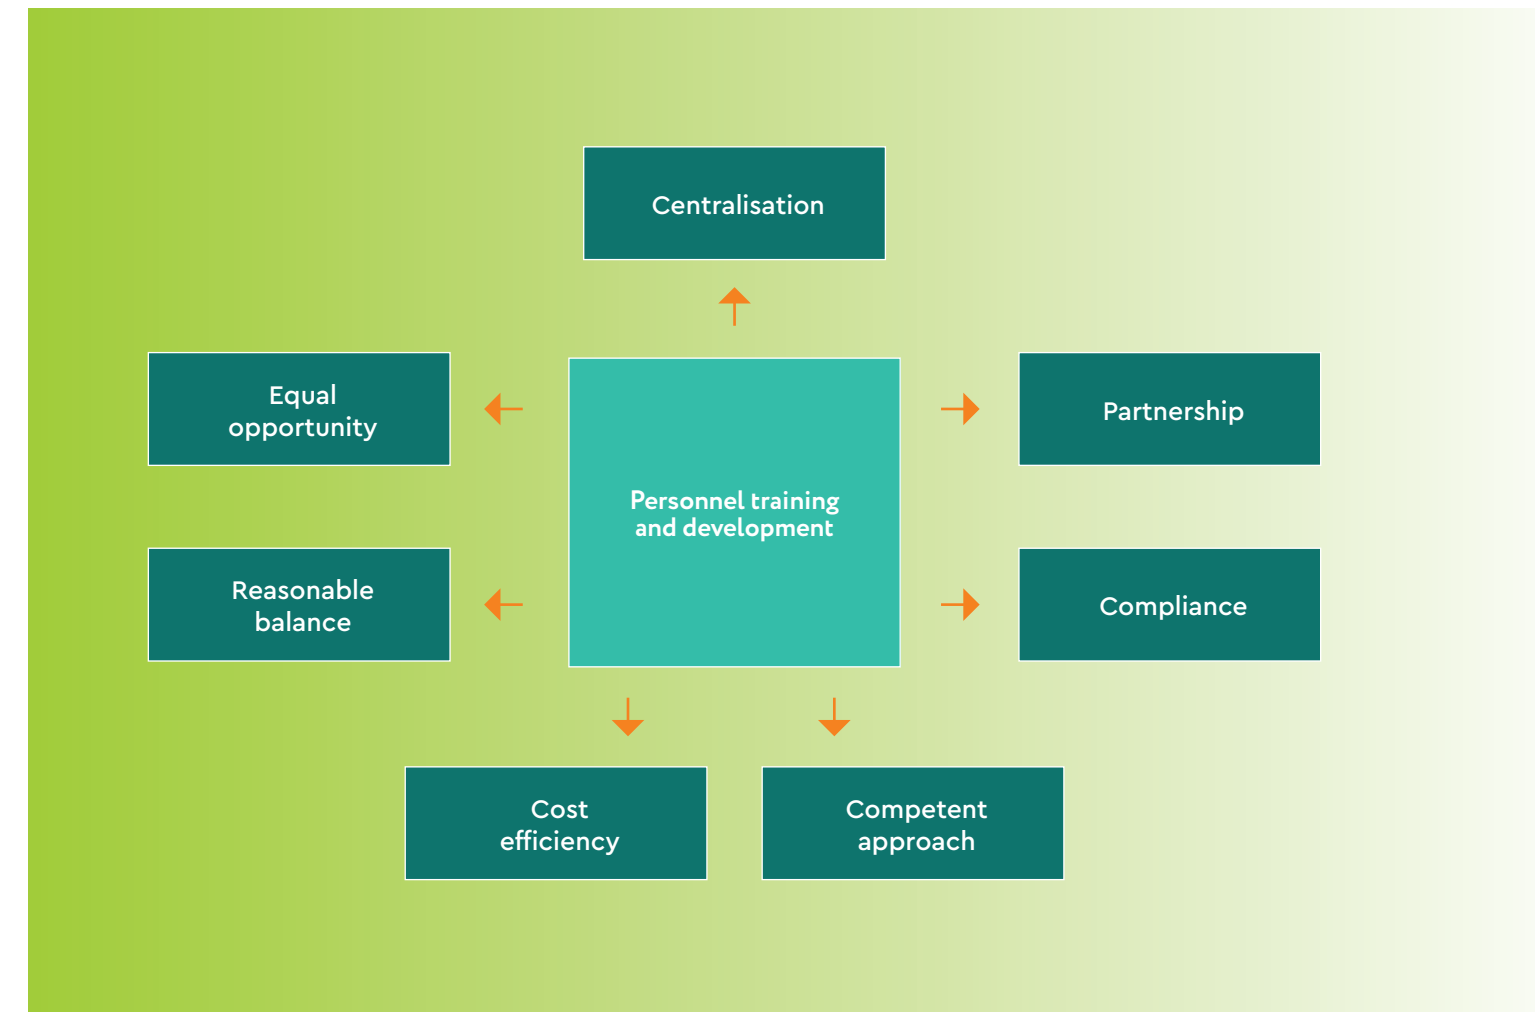 Centralisation
Equal
opportunity
Partnership
Personnel training
and development
Reasonable
balance
Compliance
Cost
efficiency
Competent
approach